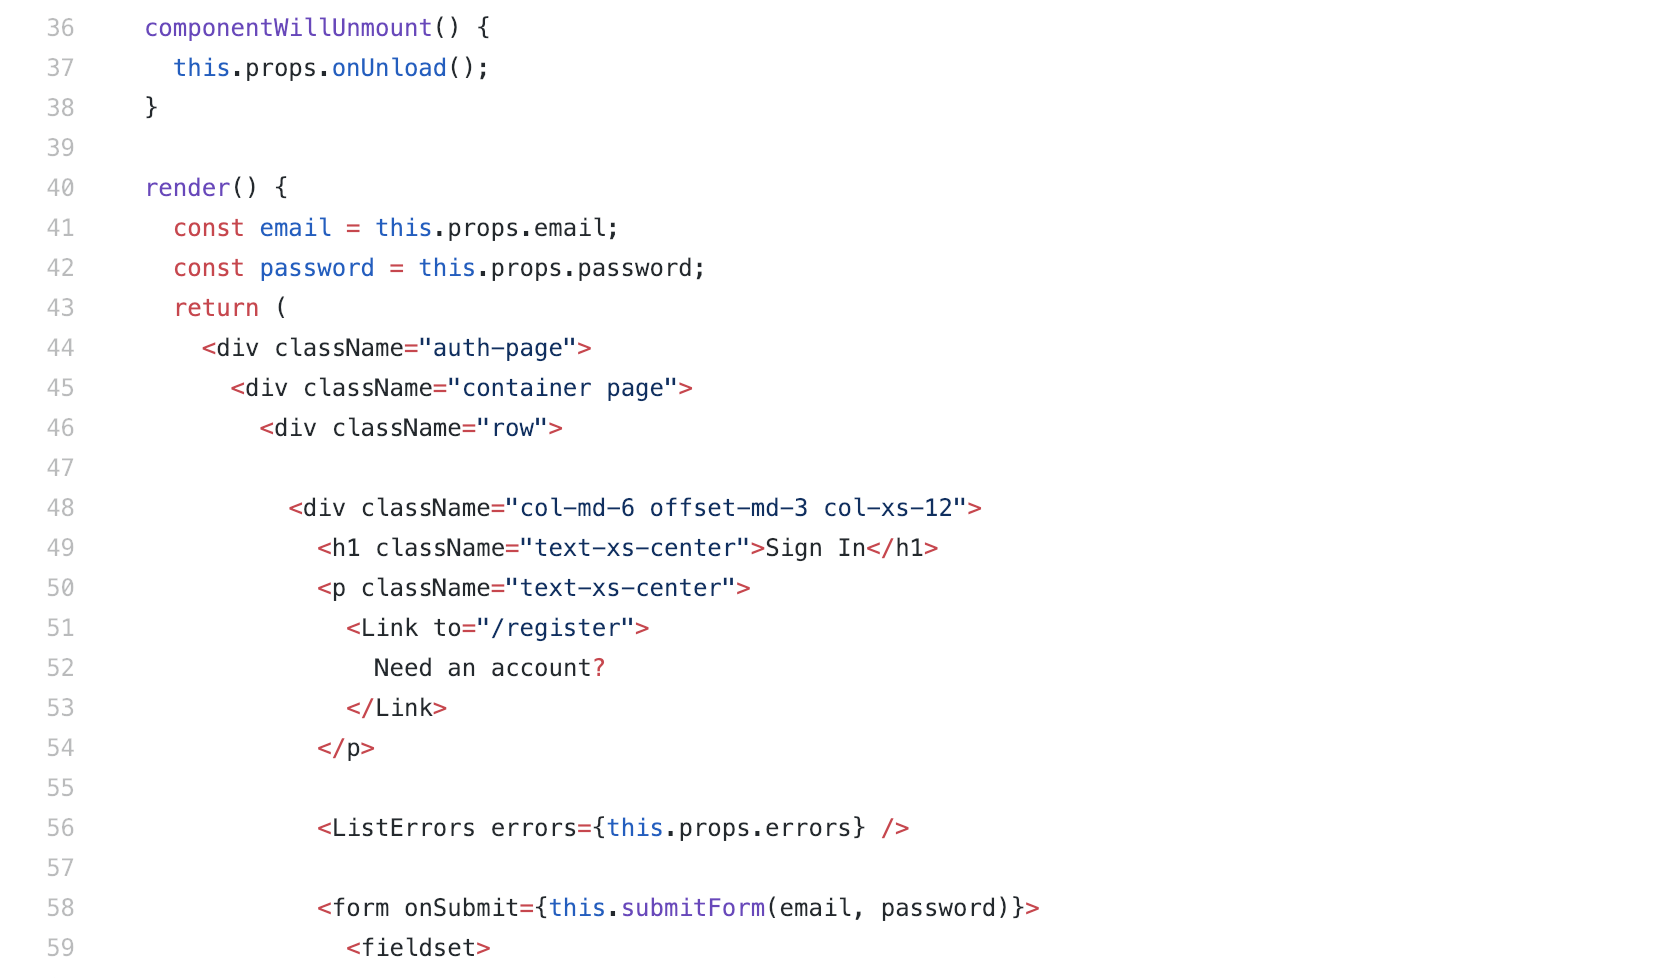 36 componentWillUnmount() {
37 this.props.onUnload();
38 }
39
40 render() {
41 const email = this.props.email;
42 const password = this.props.password;
43 return (
44 <div className="auth-page">
45 <div className="container page">
46 <div className="row">
47
48 <div className="col-md-6 offset-md-3 col-xs-12">
49 <h1 className="text-xs-center">Sign In</h1>
50 <p className="text-xs-center">
51 <Link to="/register">
52 Need an account?
53 </Link>
54 </p>
55
56 <ListErrors errors={this.props.errors} />
57
58 <form onSubmit={this.submitForm(email, password)}>
59 <fieldset>